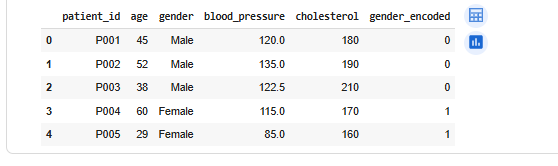 patient_id age gender blood_pressure cholesterol gender_encoded
0 P001 45 Male 120.0 180 0
1 P002 52 Male 135.0 190 0
2 P003 38 Male 122.5 210 0
3 P004 60 Female 115.0 170 1
4 P005 29 Female 85.0 160 1